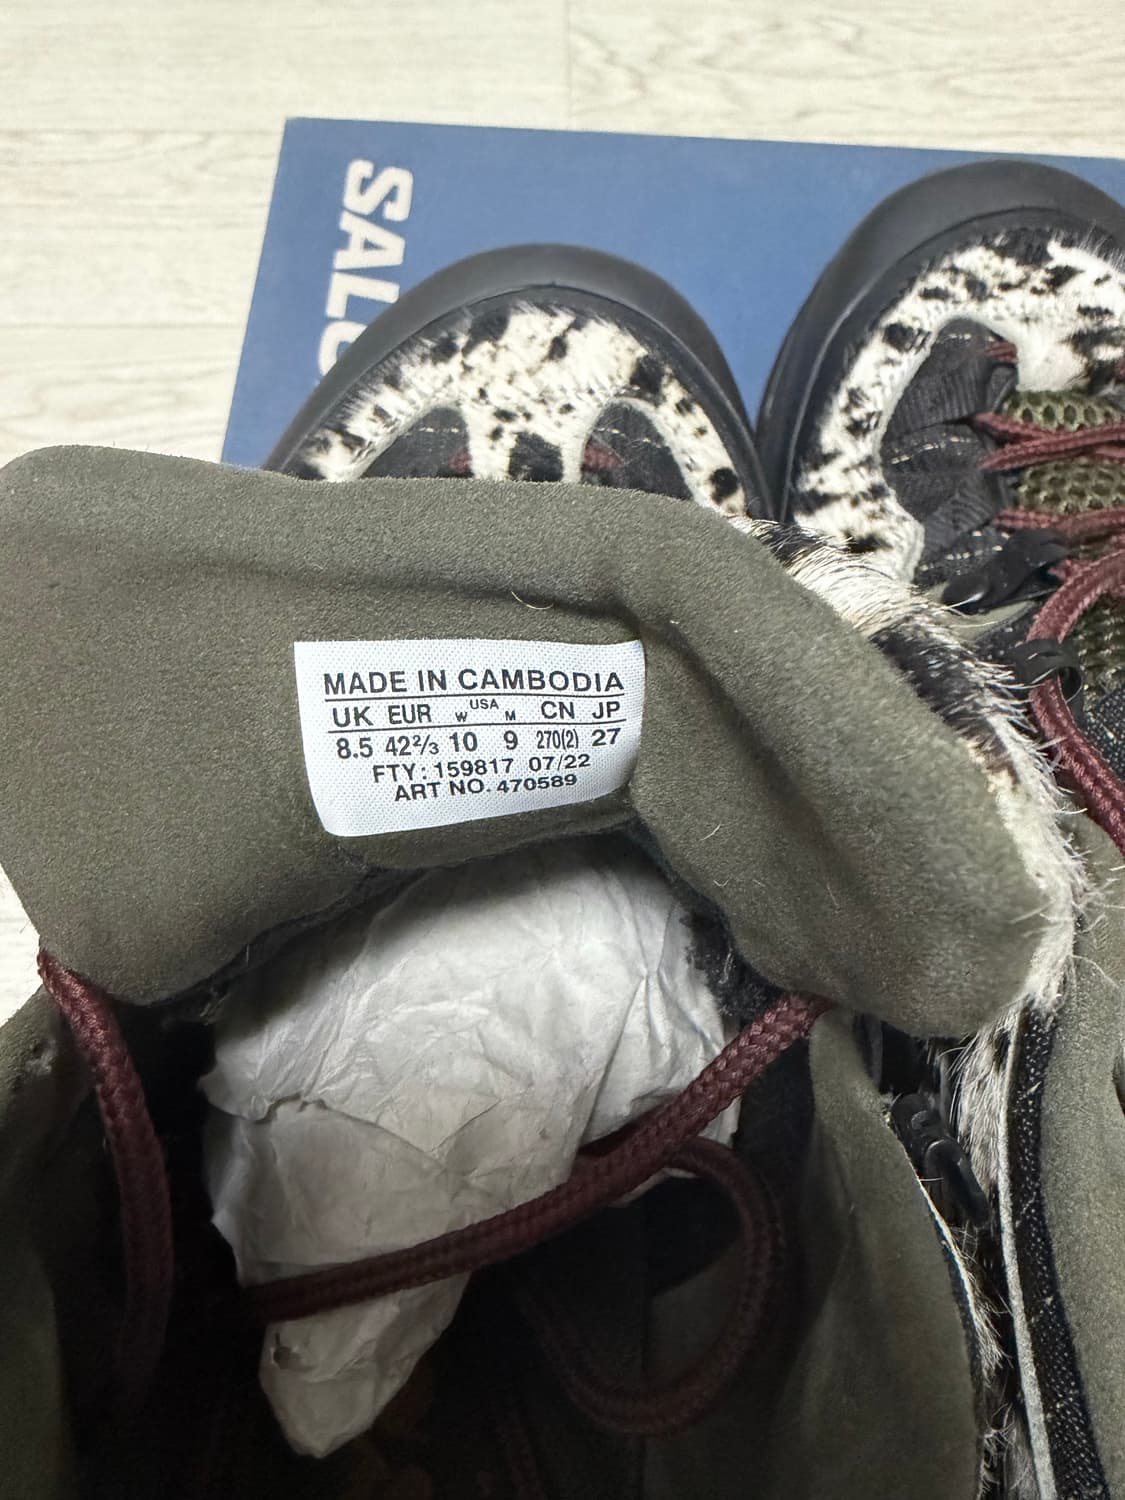 SALO
MADE IN CAMBODIA
UK EUR W USA M CN JP
8.5 42⅔ 10 9 270(2) 27
FTY: 159817 07/22
ART NO. 470589